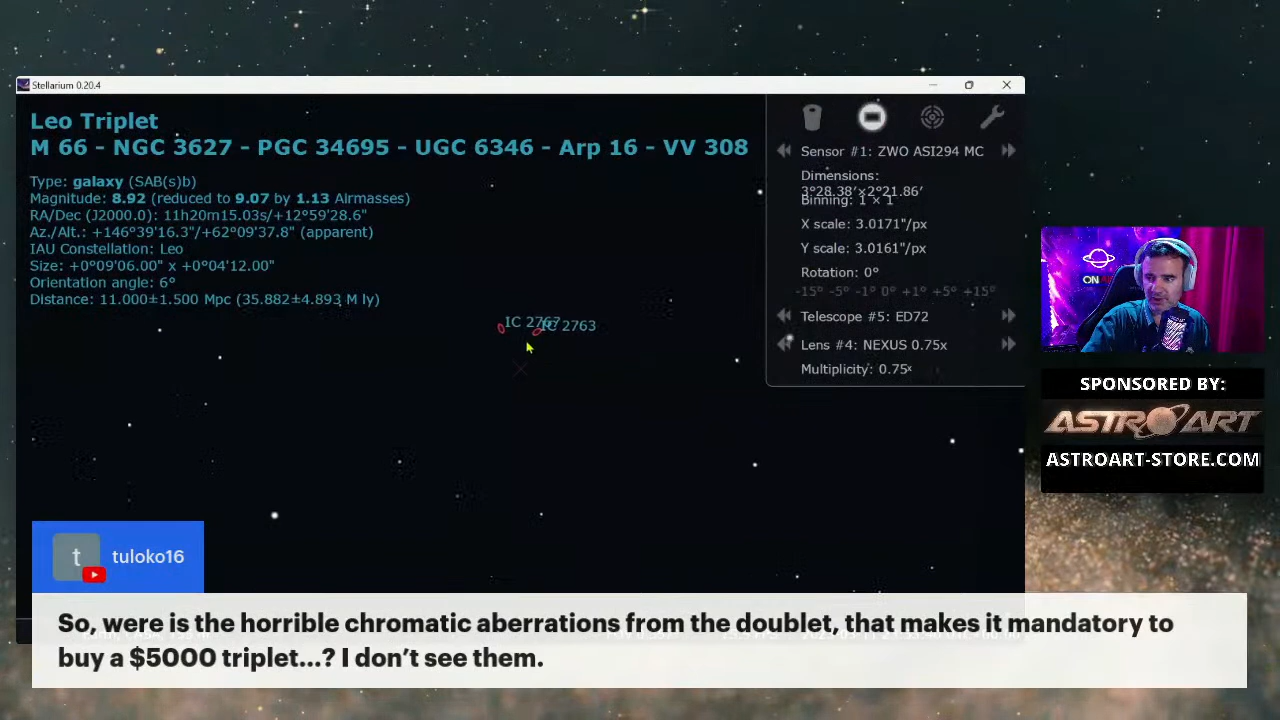 Stellarium 0.20.4
Leo Triplet
M 66 - NGC 3627 - PGC 34695 - UGC 6346 - Arp 16 - VV 308
Type: galaxy (SAB(s)b)
Magnitude: 8.92 (reduced to 9.07 by 1.13 Airmasses)
RA/Dec (J2000.0): 11h20m15.03s/+12°59'28.6"
Az./Alt.: +146°39'16.3"/+62°09'37.8" (apparent)
IAU Constellation: Leo
Size: +0°09'06.00" x +0°04'12.00"
Orientation angle: 6°
Distance: 11.000±1.500 Mpc (35.882±4.893 M ly)
IC 2767
IC 2763
Sensor #1: ZWO ASI294 MC
Dimensions:
3°28.38′×2°21.86′
Binning: 1 × 1
X scale: 3.0171"/px
Y scale: 3.0161"/px
Rotation: 0°
-15° -5° -1° 0° +1° +5° +15°
Telescope #5: ED72
Lens #4: NEXUS 0.75x
Multiplicity: 0.75ˣ
SPONSORED BY:
ASTROART
ASTROART-STORE.COM
t tuloko16
So, were is the horrible chromatic aberrations from the doublet, that makes it mandatory to
buy a $5000 triplet...? I don't see them.